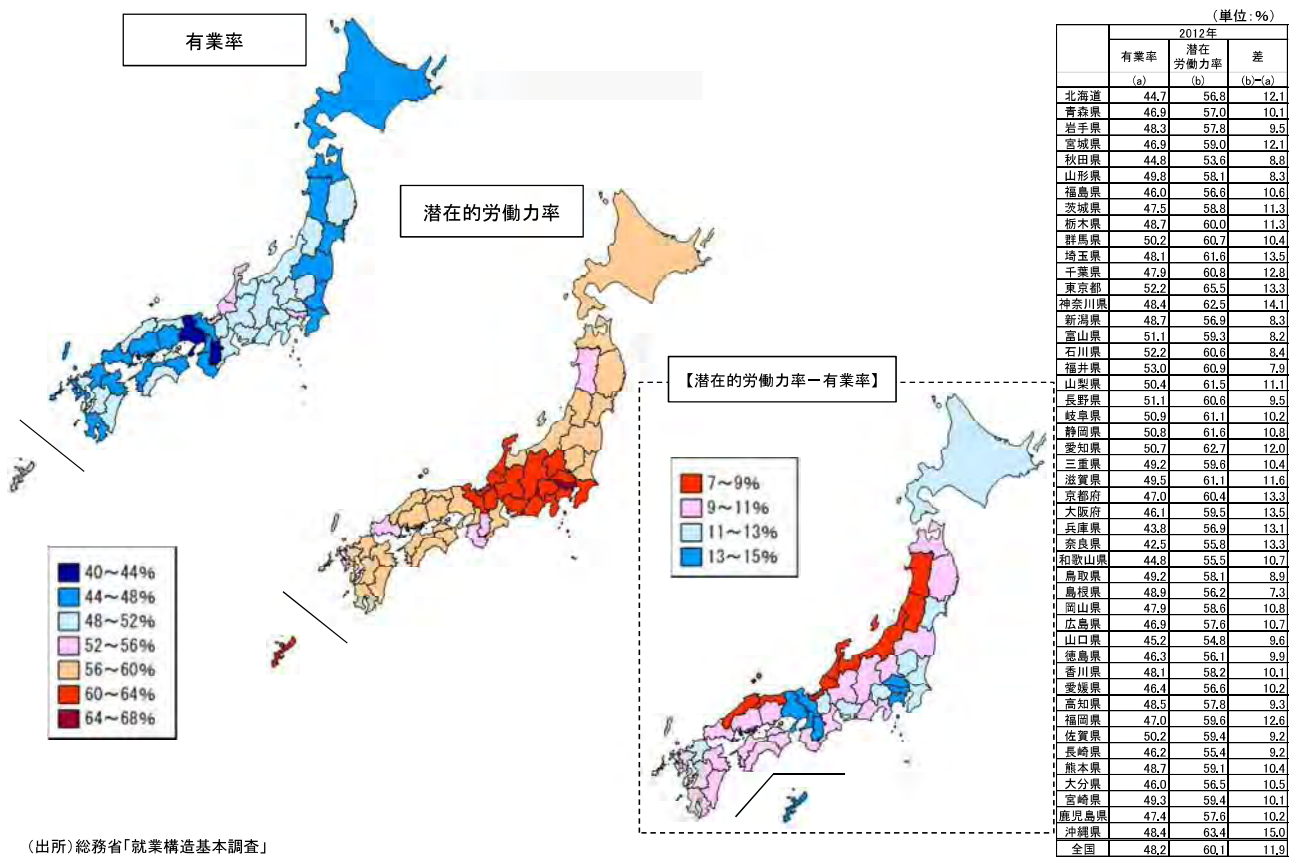 有業率
潜在的労働力率
【潜在的労働力率－有業率】
40～44%
44～48%
48～52%
52～56%
56～60%
60～64%
64～68%
7～9%
9～11%
11～13%
13～15%
（単位：%）
2012年
有業率 潜在労働力率 差
(a) (b) (b)-(a)
北海道 44.7 56.8 12.1
青森県 46.9 57.0 10.1
岩手県 48.3 57.8 9.5
宮城県 46.9 59.0 12.1
秋田県 44.8 53.6 8.8
山形県 49.8 58.1 8.3
福島県 46.0 56.6 10.6
茨城県 47.5 58.8 11.3
栃木県 48.7 60.0 11.3
群馬県 50.2 60.7 10.4
埼玉県 48.1 61.6 13.5
千葉県 47.9 60.8 12.8
東京都 52.2 65.5 13.3
神奈川県 48.4 62.5 14.1
新潟県 48.7 56.9 8.3
富山県 51.1 59.3 8.2
石川県 52.2 60.6 8.4
福井県 53.0 60.9 7.9
山梨県 50.4 61.5 11.1
長野県 51.1 60.6 9.5
岐阜県 50.9 61.1 10.2
静岡県 50.8 61.6 10.8
愛知県 50.7 62.7 12.0
三重県 49.2 59.6 10.4
滋賀県 49.5 61.1 11.6
京都府 47.0 60.4 13.3
大阪府 46.1 59.5 13.5
兵庫県 43.8 56.9 13.1
奈良県 42.5 55.8 13.3
和歌山県 44.8 55.5 10.7
鳥取県 49.2 58.1 8.9
島根県 48.9 56.2 7.3
岡山県 47.9 58.6 10.8
広島県 46.9 57.6 10.7
山口県 45.2 54.8 9.6
徳島県 46.3 56.1 9.9
香川県 48.1 58.2 10.1
愛媛県 46.4 56.6 10.2
高知県 48.5 57.8 9.3
福岡県 47.0 59.6 12.6
佐賀県 50.2 59.4 9.2
長崎県 46.2 55.4 9.2
熊本県 48.7 59.1 10.4
大分県 46.0 56.5 10.5
宮崎県 49.3 59.4 10.1
鹿児島県 47.4 57.6 10.2
沖縄県 48.4 63.4 15.0
全国 48.2 60.1 11.9
（出所）総務省「就業構造基本調査」